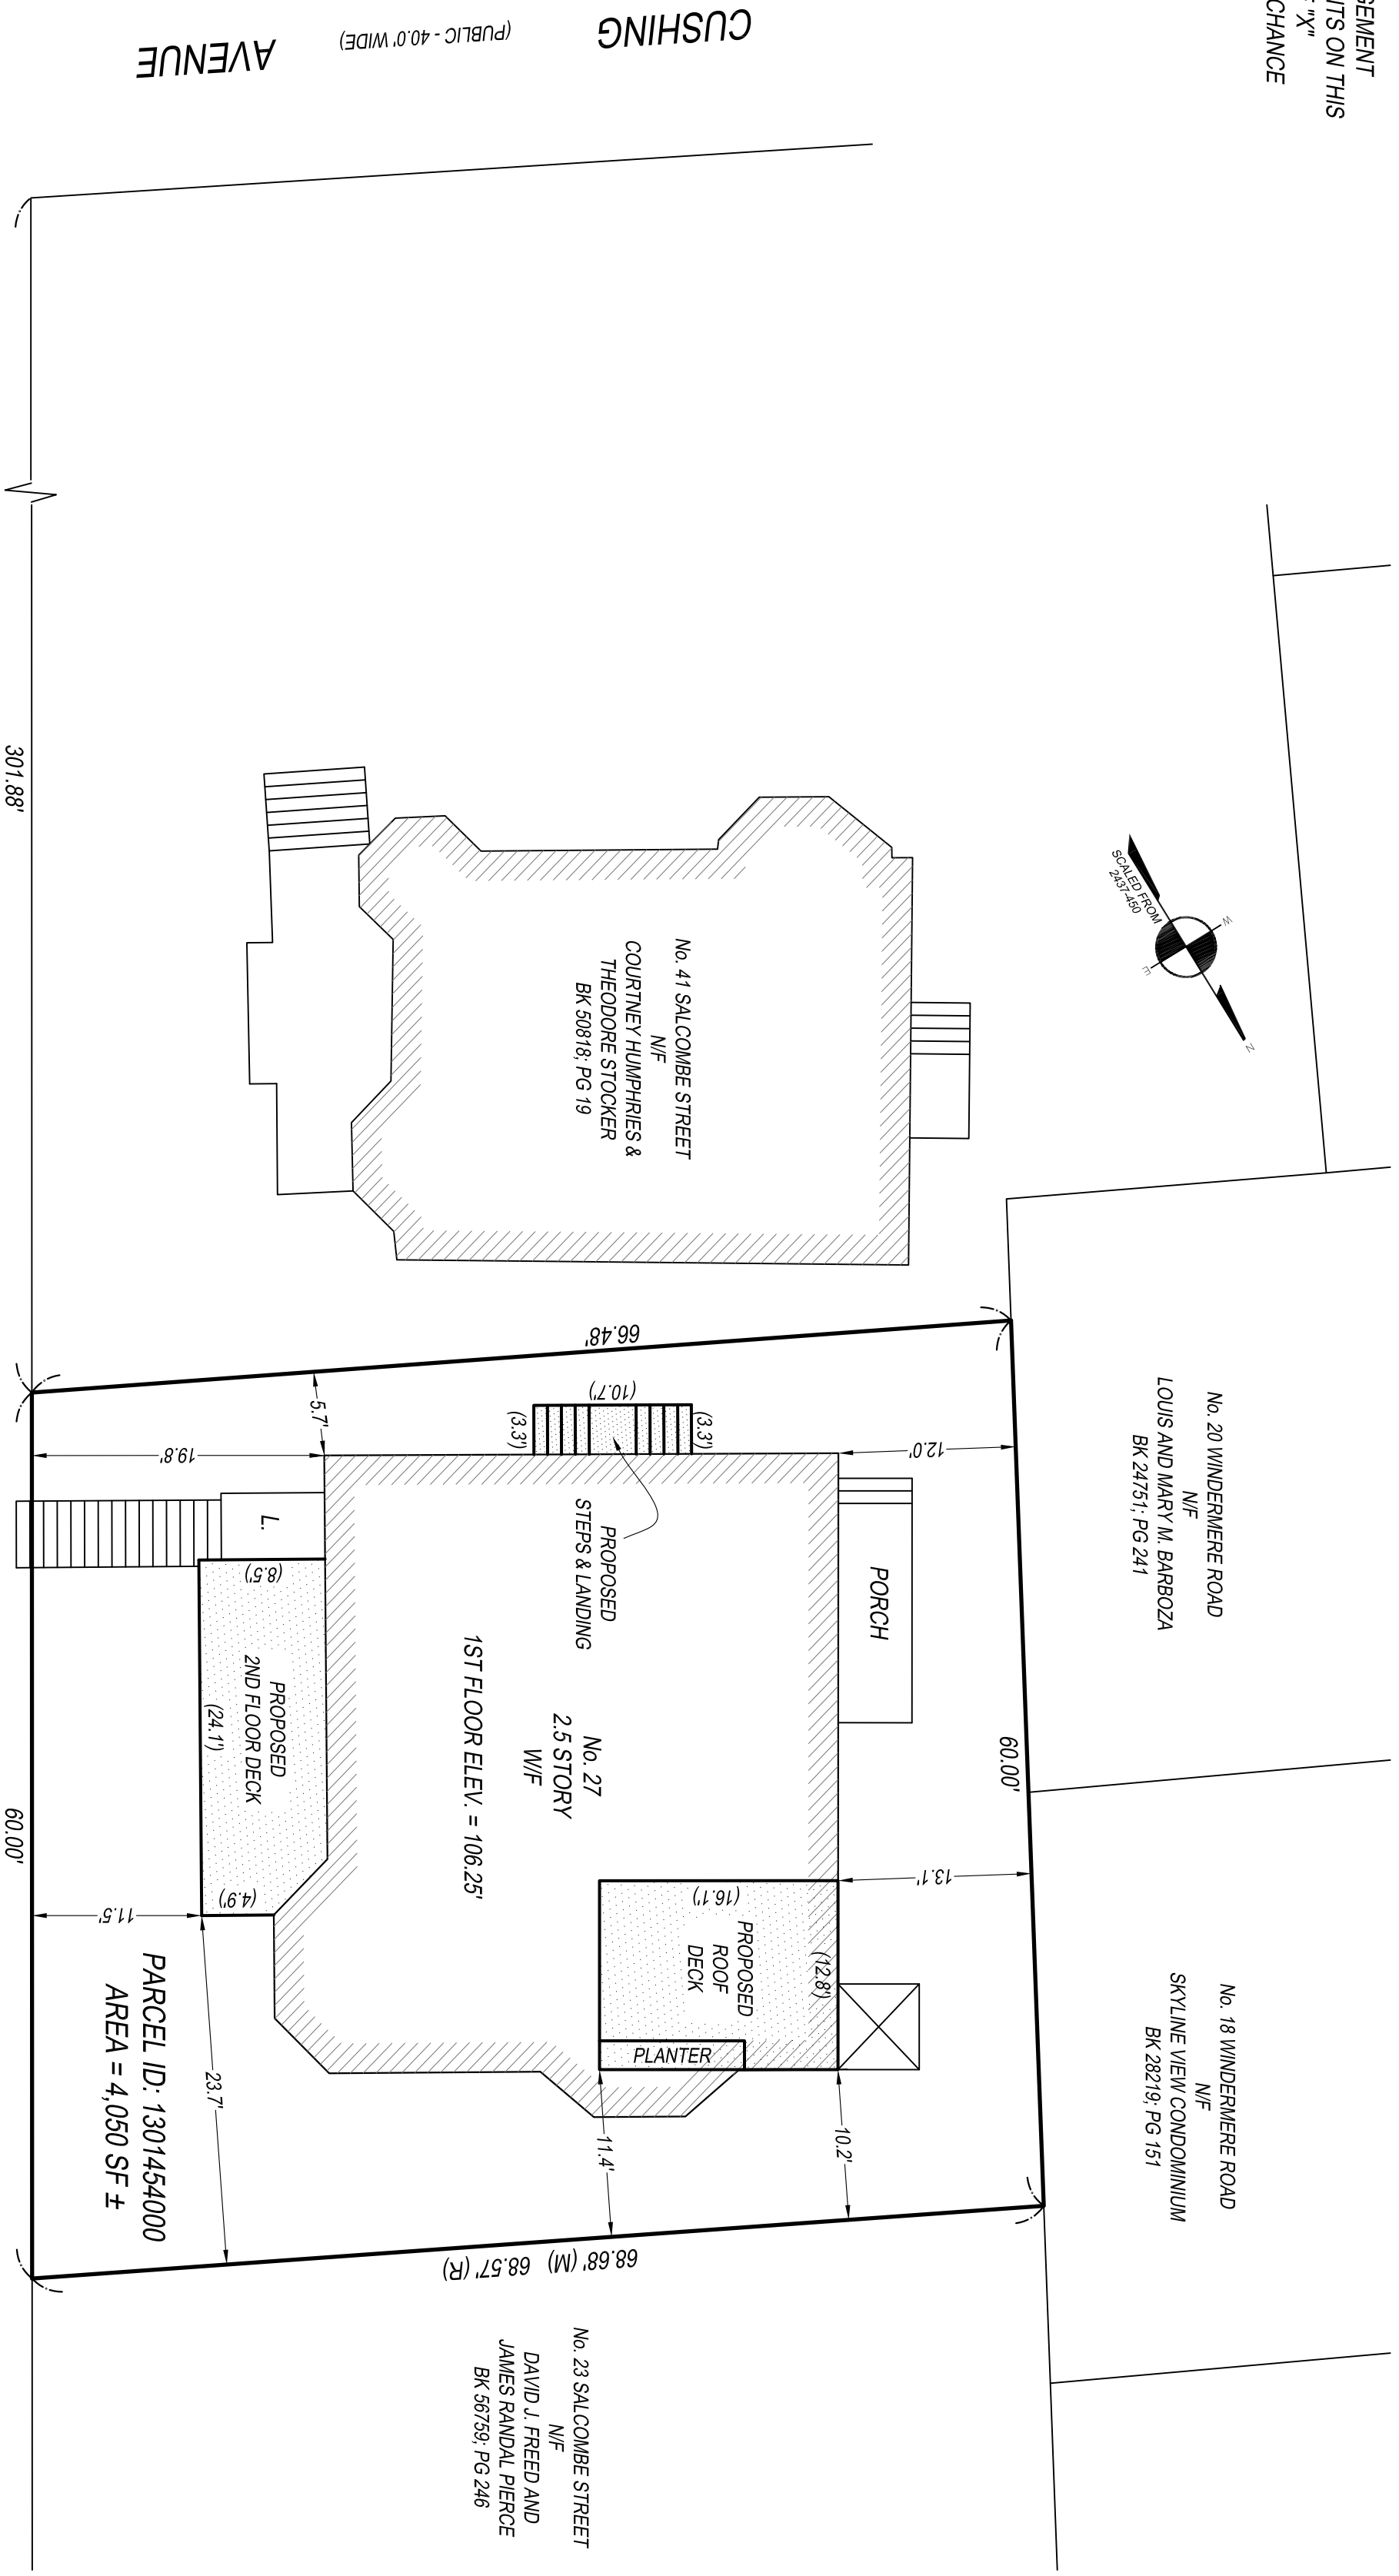 GEMENT
ITS ON THIS
F "X"
CHANCE
CUSHING
(PUBLIC - 40.0' WIDE)
AVENUE
SCALED FROM
2437-450
N
W
E
No. 20 WINDERMERE ROAD
N/F
LOUIS AND MARY M. BARBOZA
BK 24751; PG 241
No. 18 WINDERMERE ROAD
N/F
SKYLINE VIEW CONDOMINIUM
BK 28219; PG 151
No. 41 SALCOMBE STREET
N/F
COURTNEY HUMPHRIES &
THEODORE STOCKER
BK 50818; PG 19
60.00'
66.48'
12.0'
13.1'
PORCH
(3.3')
(10.7')
(3.3')
PROPOSED
STEPS & LANDING
(12.8')
(16.1')
PROPOSED
ROOF
DECK
PLANTER
10.2'
11.4'
No. 27
2.5 STORY
W/F
1ST FLOOR ELEV. = 106.25'
5.7'
19.8'
L.
(8.5')
PROPOSED
2ND FLOOR DECK
(24.1')
(4.9')
11.5'
23.7'
68.68' (M) 68.57' (R)
PARCEL ID: 1301454000
AREA = 4,050 SF ±
No. 23 SALCOMBE STREET
N/F
DAVID J. FREED AND
JAMES RANDAL PIERCE
BK 56759; PG 246
301.88'
60.00'